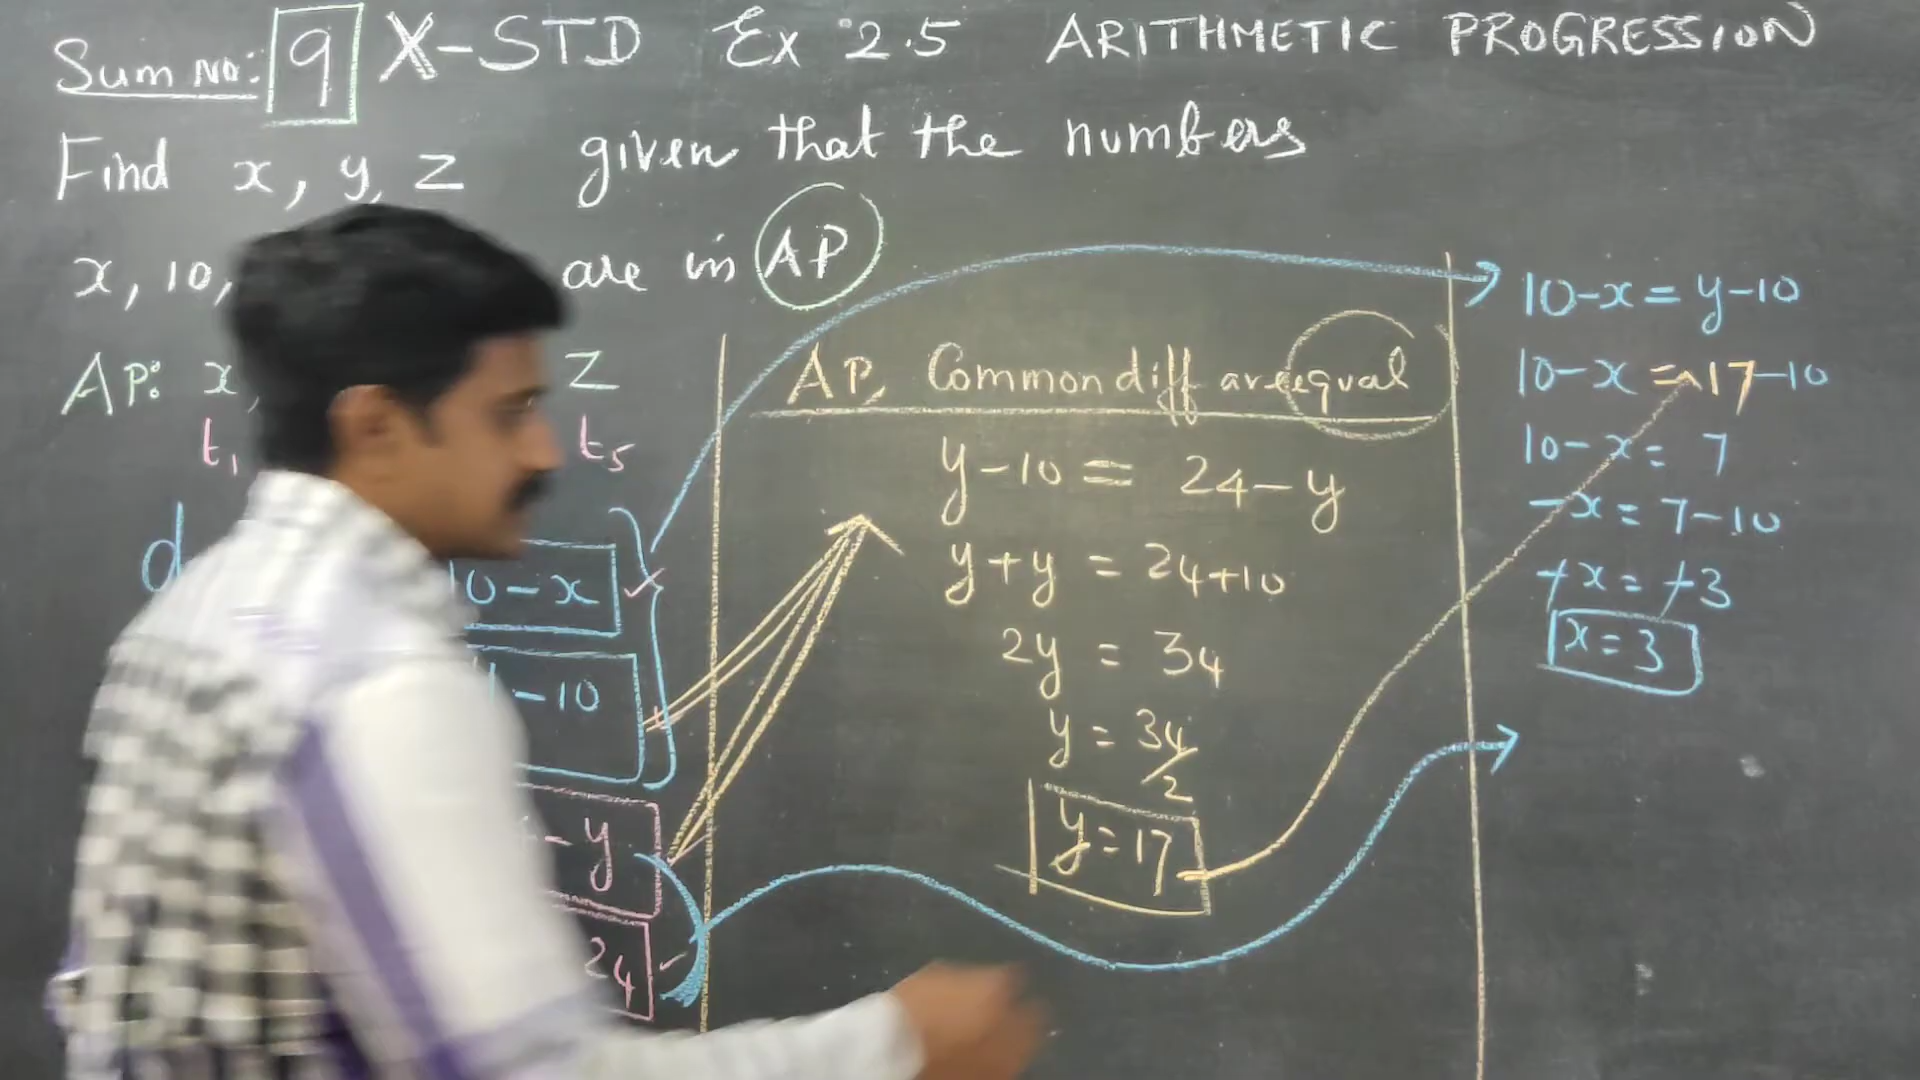 Sum No: 9 X-STD Ex 2.5 ARITHMETIC PROGRESSION
Find x, y, z given that the numbers
x, 10, are in AP
AP: x, z
t₁ t₅
d
10-x
-10
-y
24
AP, Common diff are equal
y-10 = 24-y
y+y = 24+10
2y = 34
y = 34/2
y = 17
10-x = y-10
10-x = 17-10
10-x = 7
-x = 7-10
+x = +3
x = 3